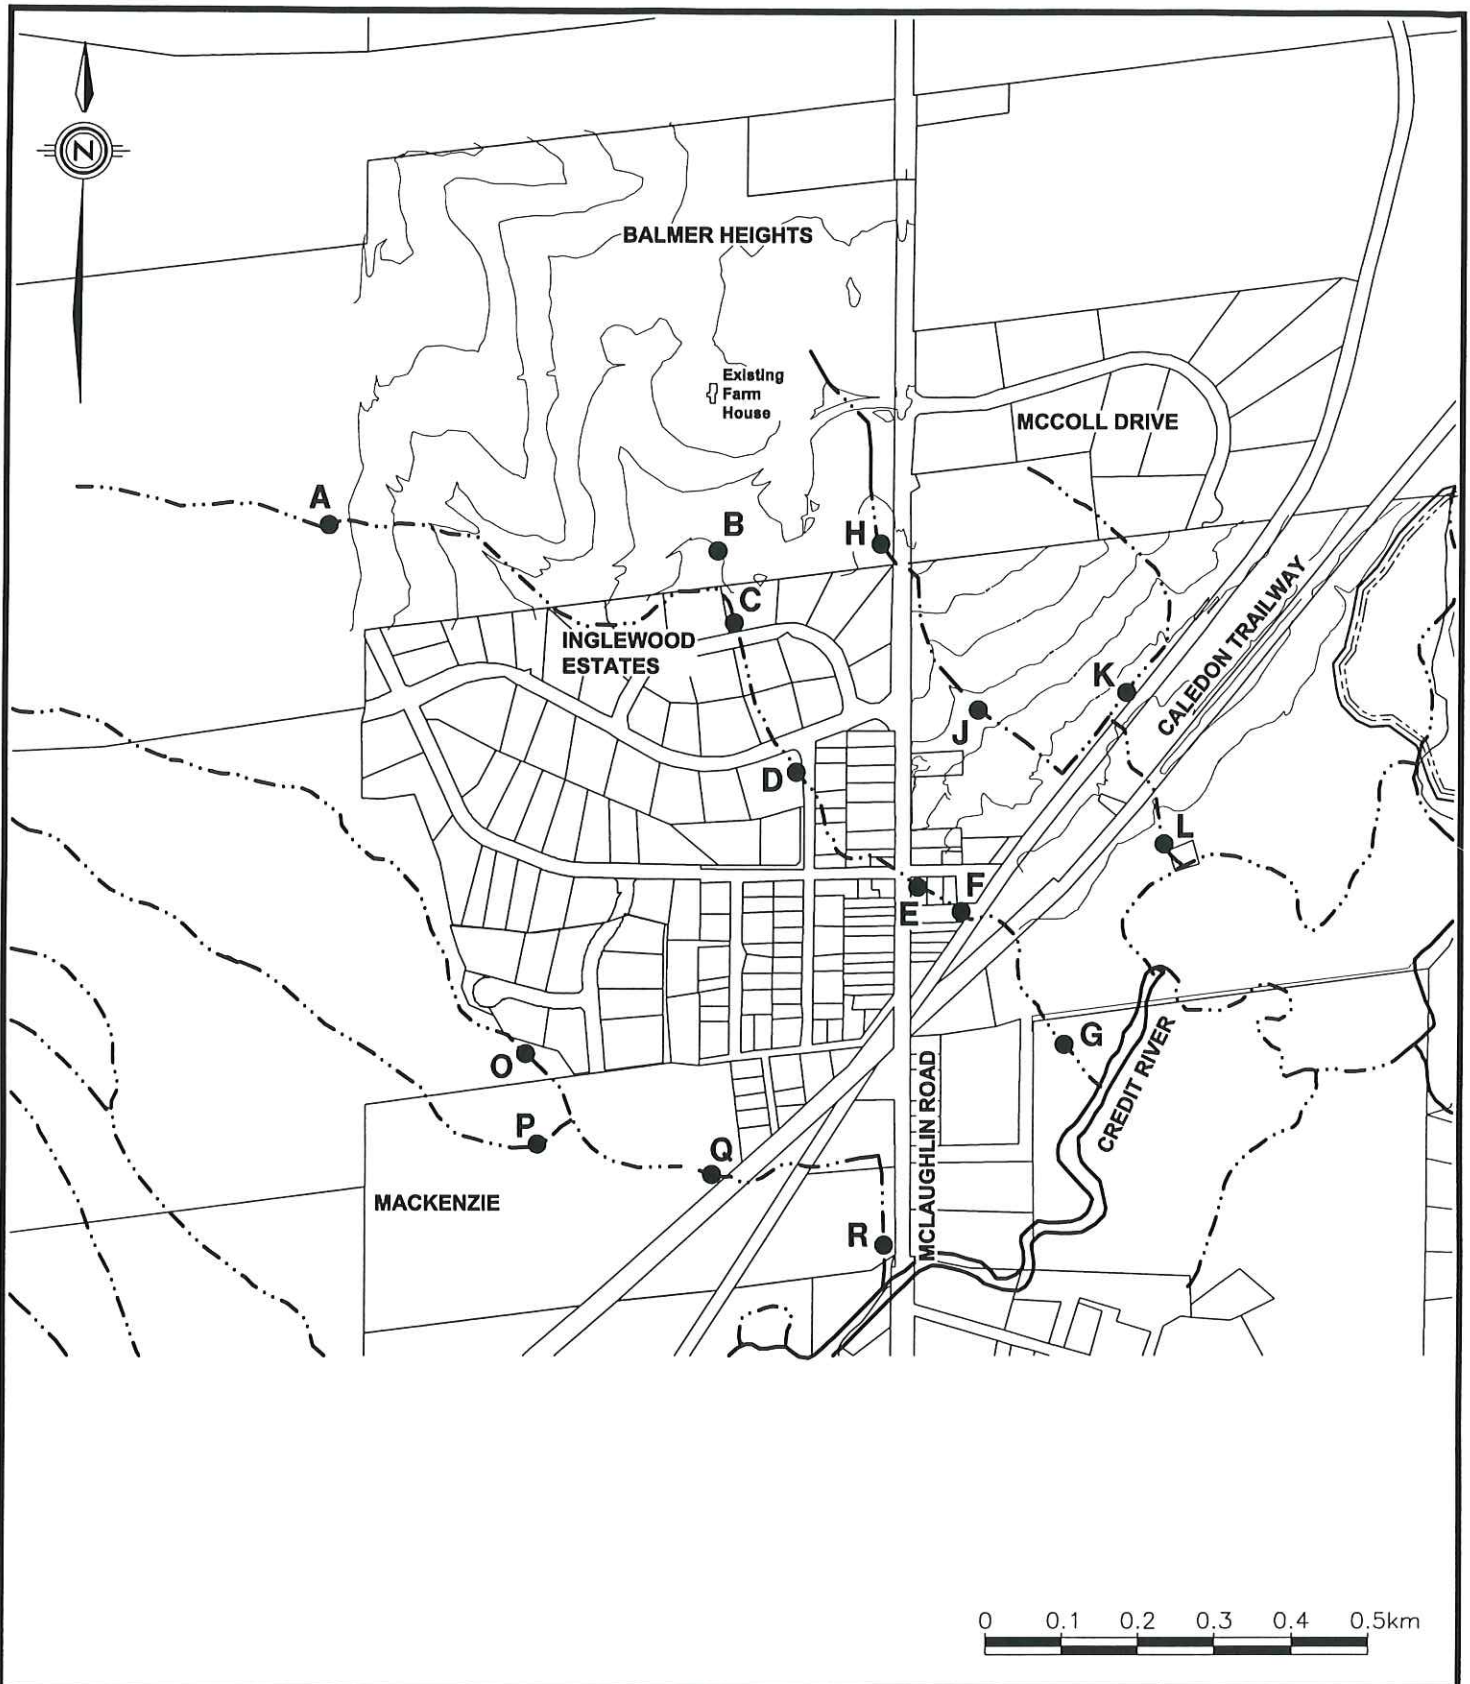 N
BALMER HEIGHTS
Existing
Farm
House
MCCOLL DRIVE
A
B
H
C
INGLEWOOD
ESTATES
CALEDON TRAILWAY
K
J
D
L
E
F
G
O
P
Q
MCLAUGHLIN ROAD
CREDIT RIVER
MACKENZIE
R
0 0.1 0.2 0.3 0.4 0.5km